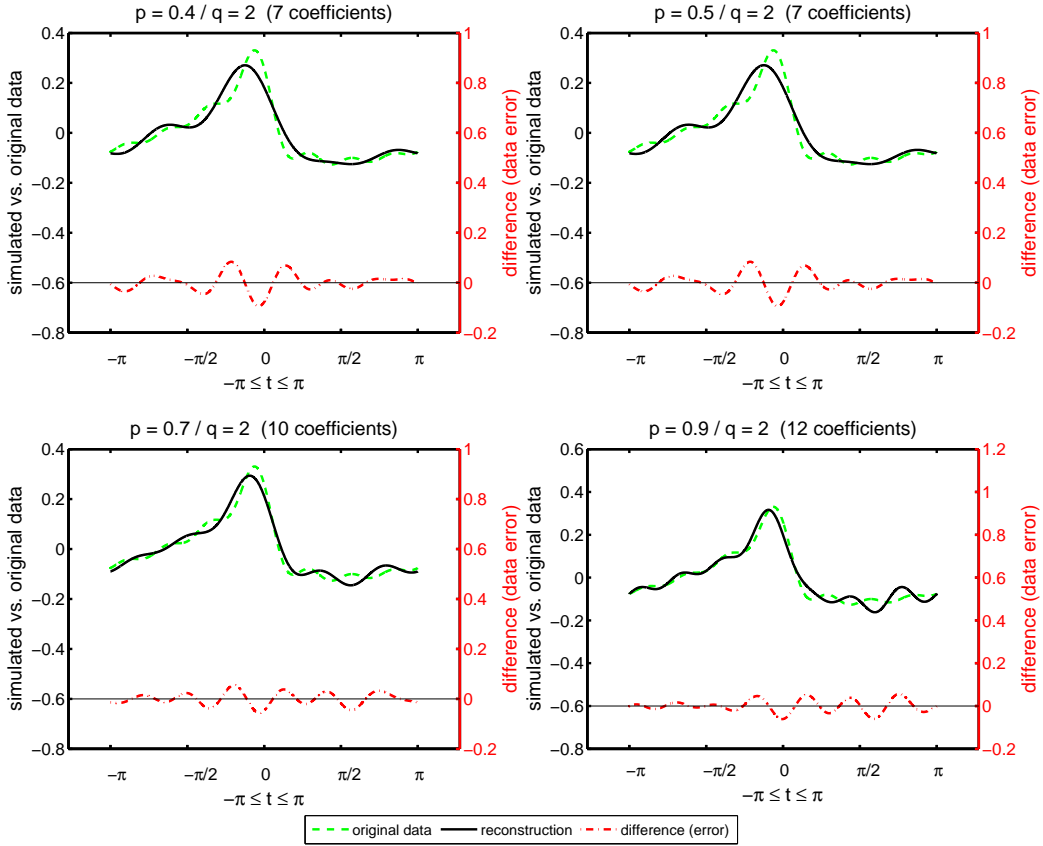 p = 0.4 / q = 2 (7 coefficients)
0.4
0.2
0
−0.2
−0.4
−0.6
−0.8
simulated vs. original data
1
0.8
0.6
0.4
0.2
0
−0.2
difference (data error)
−π
−π/2
0
π/2
π
−π ≤ t ≤ π
p = 0.5 / q = 2 (7 coefficients)
0.4
0.2
0
−0.2
−0.4
−0.6
−0.8
simulated vs. original data
1
0.8
0.6
0.4
0.2
0
−0.2
difference (data error)
−π
−π/2
0
π/2
π
−π ≤ t ≤ π
p = 0.7 / q = 2 (10 coefficients)
0.4
0.2
0
−0.2
−0.4
−0.6
−0.8
simulated vs. original data
1
0.8
0.6
0.4
0.2
0
−0.2
difference (data error)
−π
−π/2
0
π/2
π
−π ≤ t ≤ π
p = 0.9 / q = 2 (12 coefficients)
0.6
0.4
0.2
0
−0.2
−0.4
−0.6
−0.8
simulated vs. original data
1.2
1
0.8
0.6
0.4
0.2
0
−0.2
difference (data error)
−π
−π/2
0
π/2
π
−π ≤ t ≤ π
original data
reconstruction
difference (error)